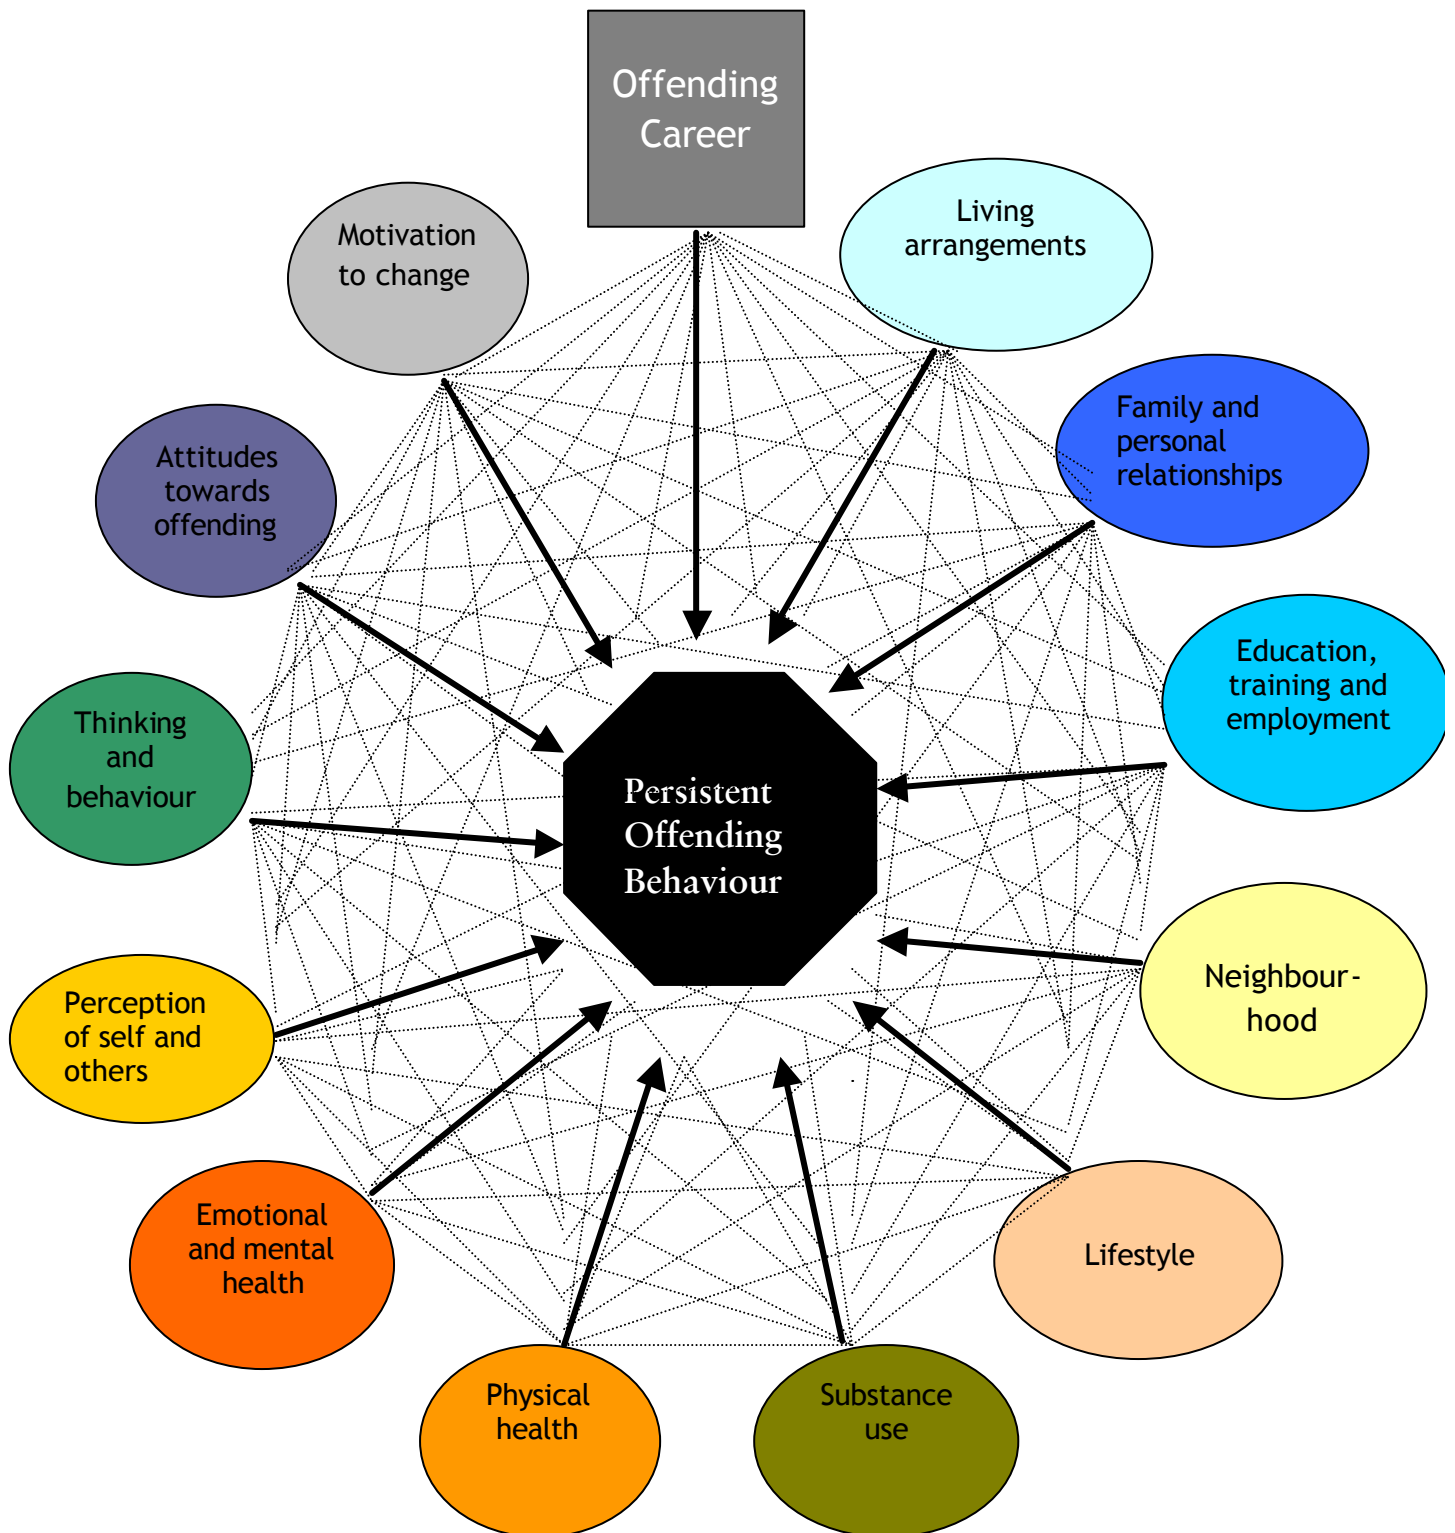 Offending
Career
Living
arrangements
Family and
personal
relationships
Education,
training and
employment
Neighbour-
hood
Lifestyle
Substance
use
Physical
health
Emotional
and mental
health
Perception
of self and
others
Thinking
and
behaviour
Attitudes
towards
offending
Motivation
to change
Persistent
Offending
Behaviour